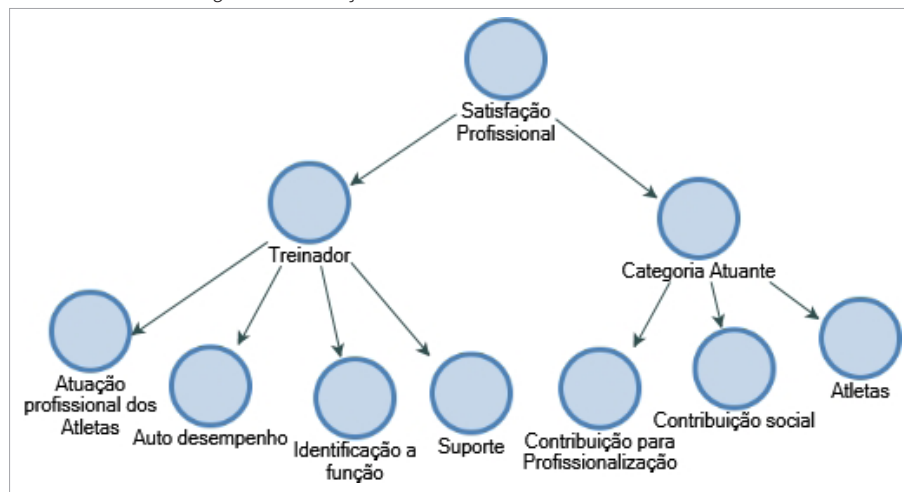 Satisfação
Profissional
Treinador
Categoria Atuante
Atuação
profissional dos
Atletas
Auto desempenho
Identificação a
função
Suporte
Contribuição para
Profissionalização
Contribuição social
Atletas